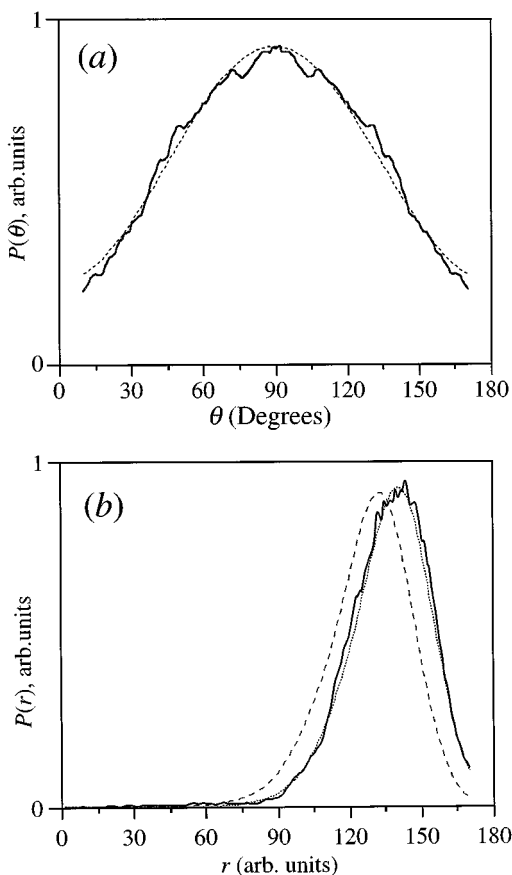 1
(a)
P(θ), arb.units
0
0 30 60 90 120 150 180
θ (Degrees)
1
(b)
P(r), arb.units
0
0 30 60 90 120 150 180
r (arb. units)